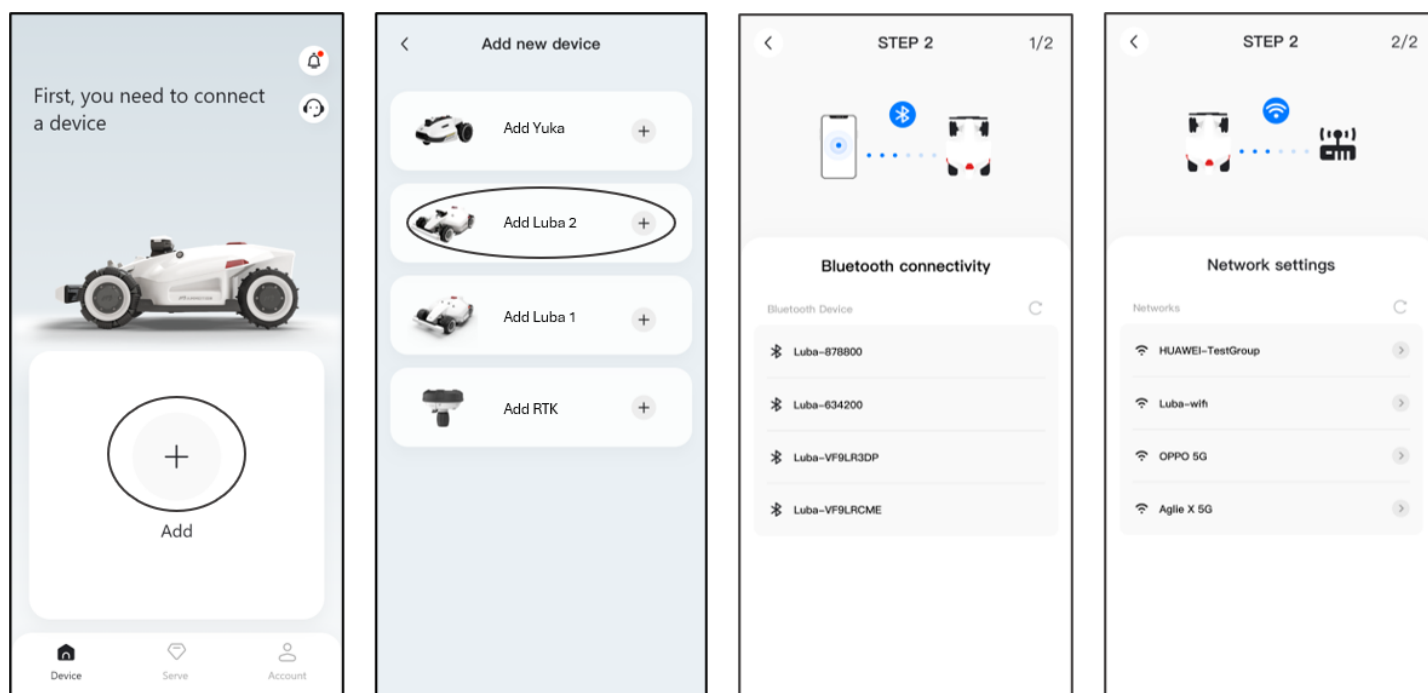 First, you need to connect
a device
Add
Device
Serve
Account
Add new device
Add Yuka
Add Luba 2
Add Luba 1
Add RTK
STEP 2
1/2
Bluetooth connectivity
Bluetooth Device
Luba-878800
Luba-634200
Luba-VF9LR3DP
Luba-VF9LRCME
STEP 2
2/2
Network settings
Networks
HUAWEI-TestGroup
Luba-wifi
OPPO 5G
Aglie X 5G